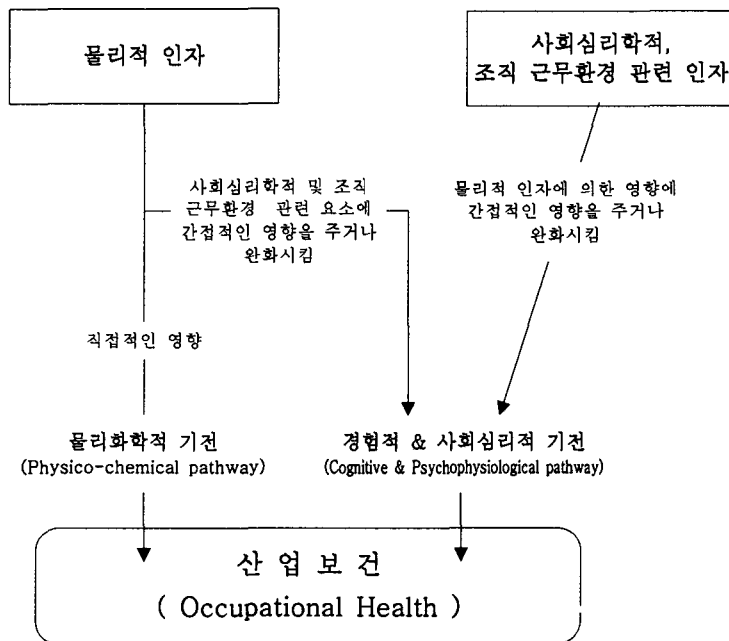 물리적 인자
사회심리학적,
조직 근무환경 관련 인자
사회심리학적 및 조직
근무환경 관련 요소에
간접적인 영향을 주거나
완화시킴
물리적 인자에 의한 영향에
간접적인 영향을 주거나
완화시킴
직접적인 영향
물리화학적 기전
(Physico-chemical pathway)
경험적 & 사회심리적 기전
(Cognitive & Psychophysiological pathway)
산 업 보 건
( Occupational Health )